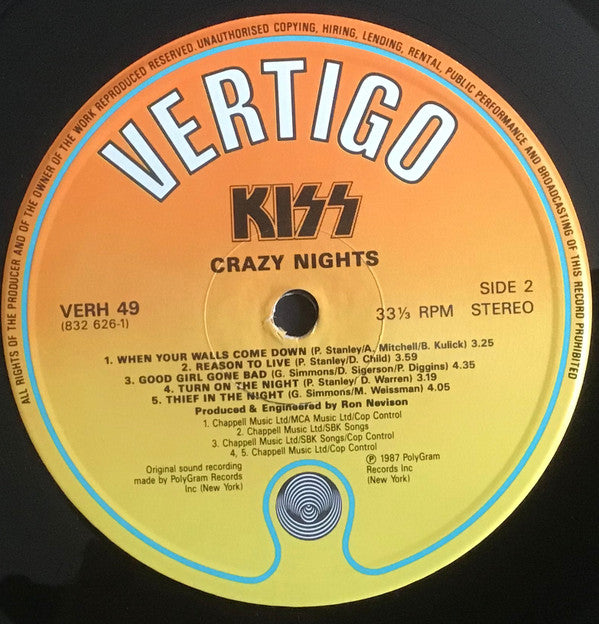 ALL RIGHTS OF THE PRODUCER AND OF THE OWNER OF THE WORK REPRODUCED RESERVED. UNAUTHORISED COPYING, HIRING, LENDING, RENTAL, PUBLIC PERFORMANCE AND BROADCASTING OF THIS RECORD PROHIBITED
VERTIGO
KISS
CRAZY NIGHTS
VERH 49
(832 626-1)
SIDE 2
33⅓ RPM STEREO
1. WHEN YOUR WALLS COME DOWN (P. Stanley/A. Mitchell/B. Kulick) 3.25
2. REASON TO LIVE (P. Stanley/D. Child) 3.59
3. GOOD GIRL GONE BAD (G. Simmons/D. Sigerson/P. Diggins) 4.35
4. TURN ON THE NIGHT (P. Stanley/ D. Warren) 3.19
5. THIEF IN THE NIGHT (G. Simmons/M. Weissman) 4.05
Produced & Engineered by Ron Nevison
1. Chappell Music Ltd/MCA Music Ltd/Cop Control
2. Chappell Music Ltd/SBK Songs
3. Chappell Music Ltd/SBK Songs/Cop Control
4, 5. Chappell Music Ltd/Cop Control
Original sound recording
made by PolyGram Records
Inc (New York)
℗ 1987 PolyGram
Records Inc
(New York)